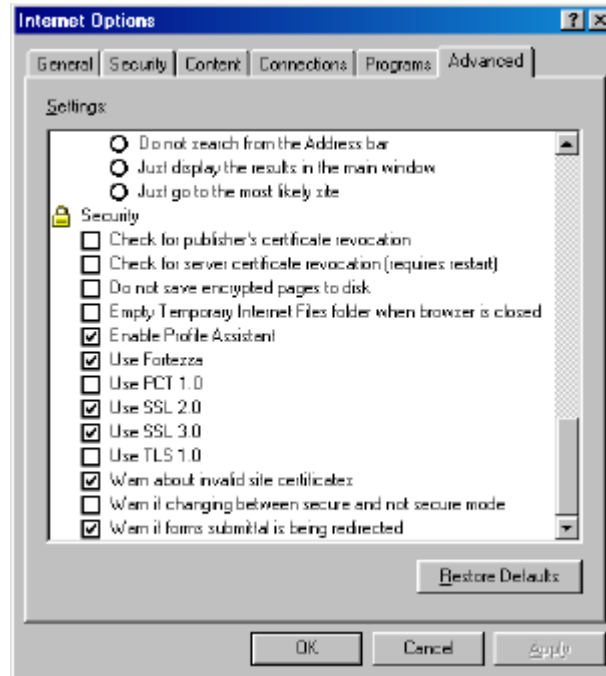 Internet Options
General Security Content Connections Programs Advanced
Settings:
Do not search from the Address bar
Just display the results in the main window
Just go to the most likely site
Security
Check for publisher's certificate revocation
Check for server certificate revocation (requires restart)
Do not save encrypted pages to disk
Empty Temporary Internet Files folder when browser is closed
Enable Profile Assistant
Use Fortezza
Use PCT 1.0
Use SSL 2.0
Use SSL 3.0
Use TLS 1.0
Warn about invalid site certificates
Warn if changing between secure and not secure mode
Warn if forms submittal is being redirected
Restore Defaults
OK Cancel Apply